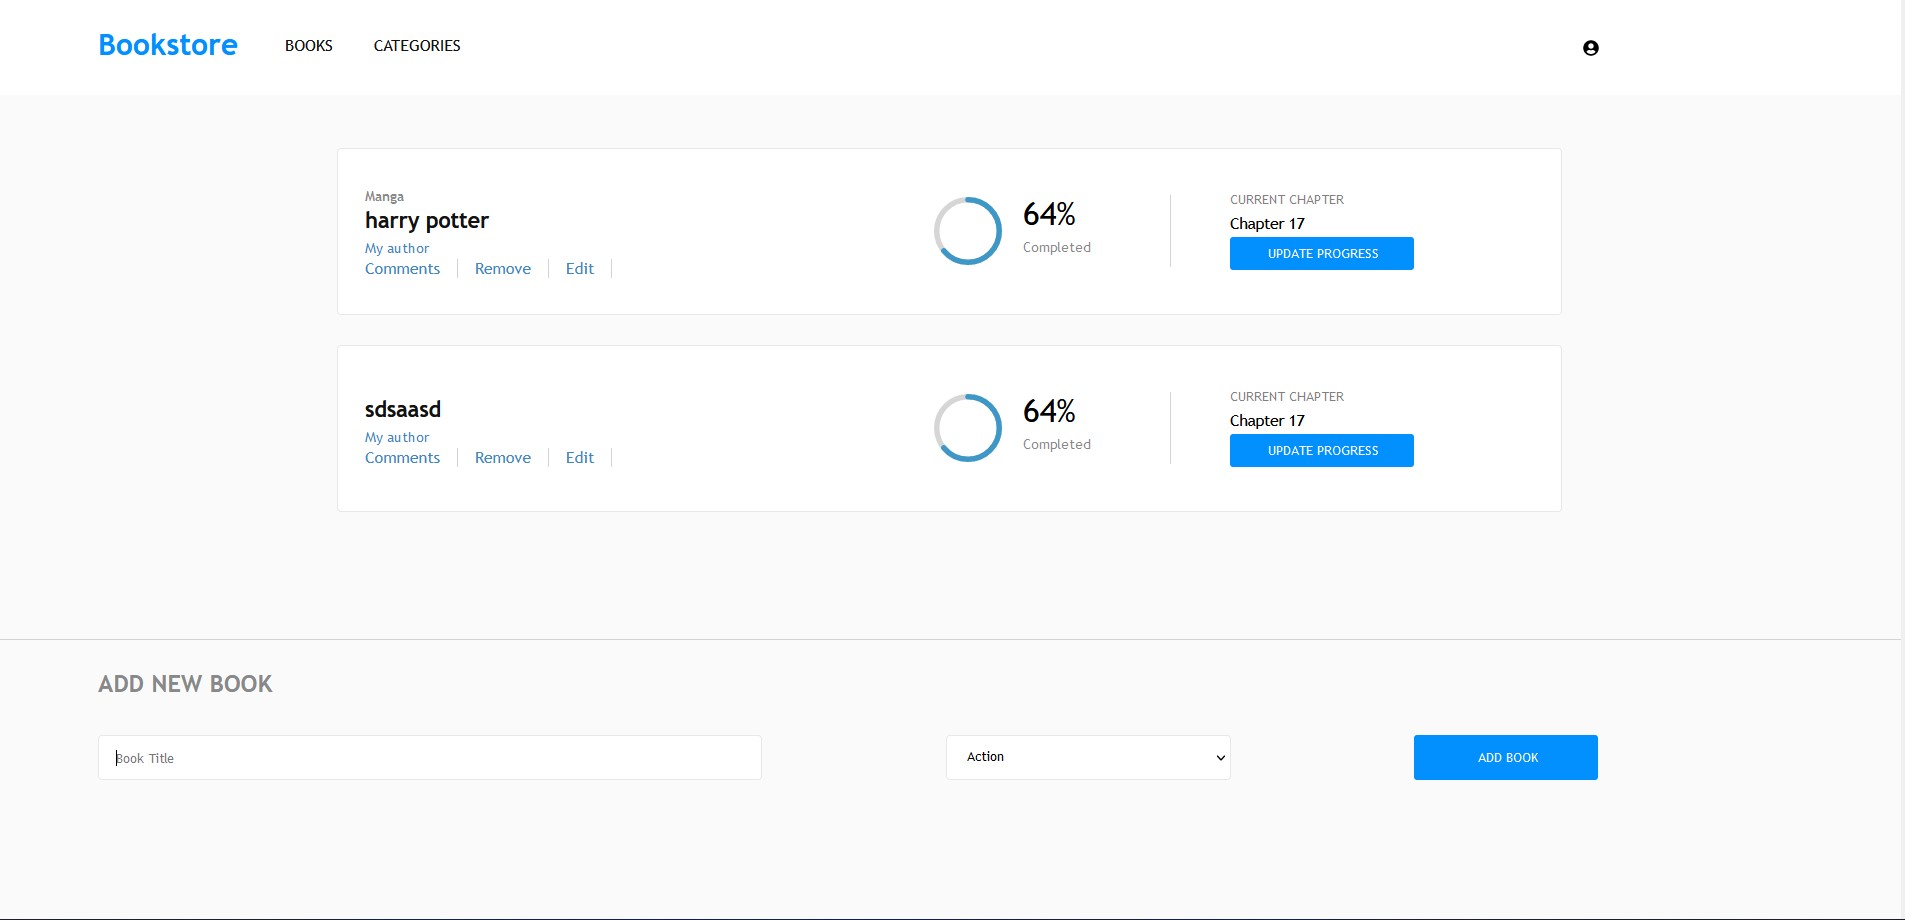 Bookstore BOOKS CATEGORIES
Manga
harry potter
My author
Comments Remove Edit
64%
Completed
CURRENT CHAPTER
Chapter 17
UPDATE PROGRESS
sdsaasd
My author
Comments Remove Edit
64%
Completed
CURRENT CHAPTER
Chapter 17
UPDATE PROGRESS
ADD NEW BOOK
Book Title Action ADD BOOK